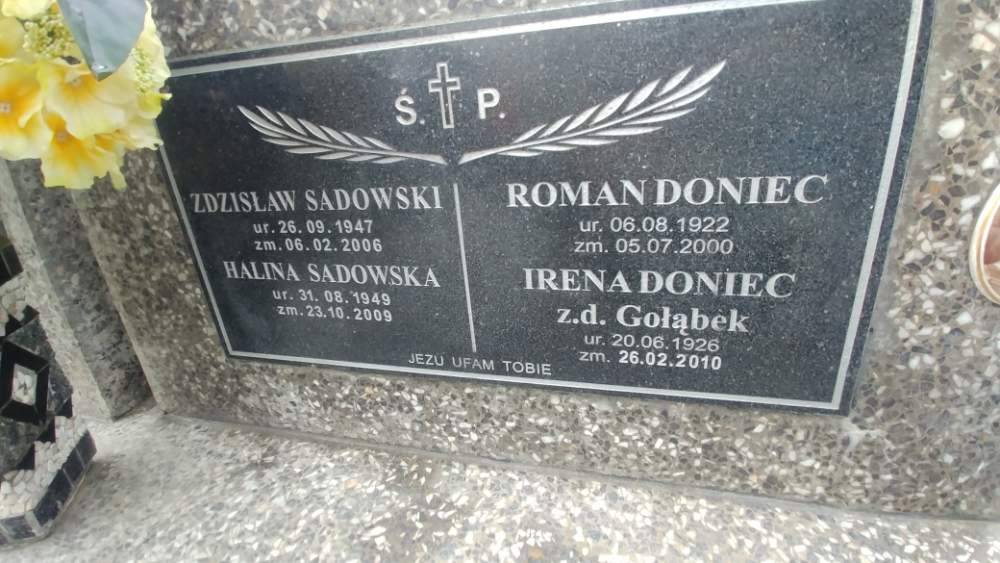 Ś. P.
ZDZISŁAW SADOWSKI
ur. 26. 09. 1947
zm. 06. 02. 2006
HALINA SADOWSKA
ur. 31. 08. 1949
zm. 23.10. 2009
ROMAN DONIEC
ur. 06.08.1922
zm. 05.07.2000
IRENA DONIEC
z.d. Gołąbek
ur. 20.06.1926
zm. 26.02.2010
JEZU UFAM TOBIE